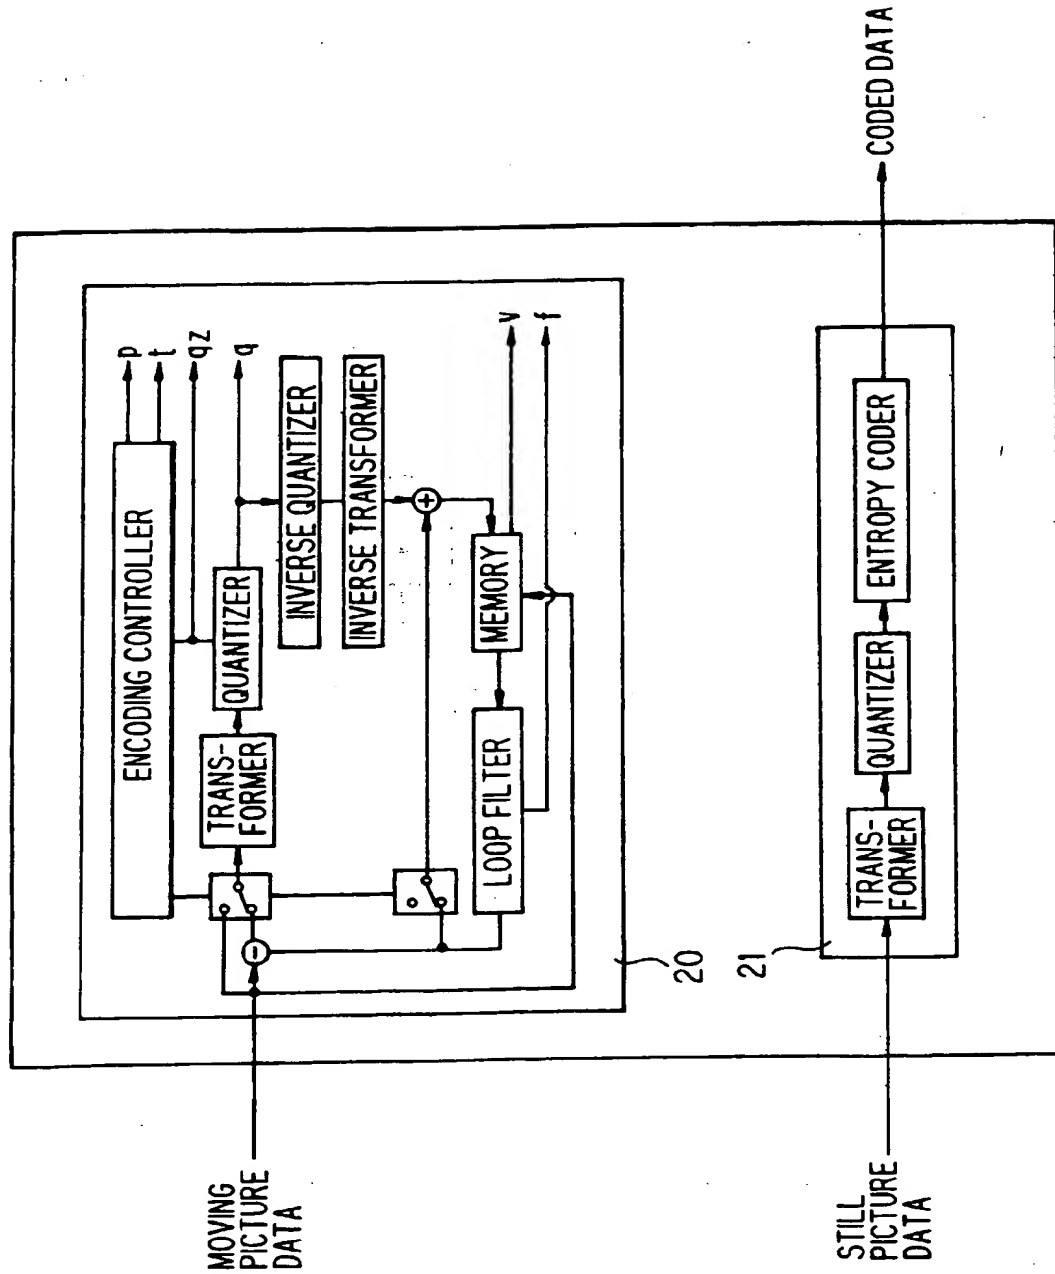 MOVING
PICTURE
DATA
ENCODING CONTROLLER
p
t
qz
q
TRANS-
FORMER
QUANTIZER
INVERSE QUANTIZER
INVERSE TRANSFORMER
MEMORY
LOOP FILTER
v
f
20
21
STILL
PICTURE
DATA
TRANS-
FORMER
QUANTIZER
ENTROPY CODER
CODED DATA